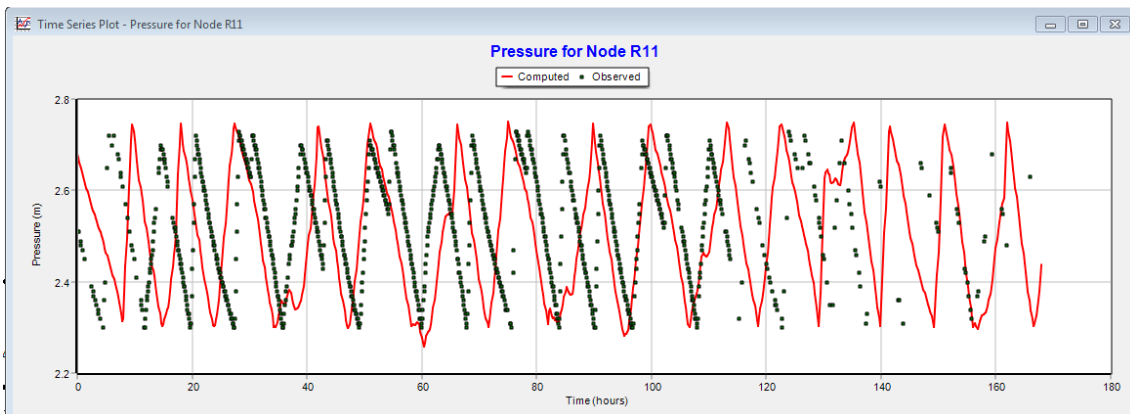 Time Series Plot - Pressure for Node R11
Pressure for Node R11
Computed Observed
2.8
2.6
2.4
2.2
Pressure (m)
0 20 40 60 80 100 120 140 160 180
Time (hours)